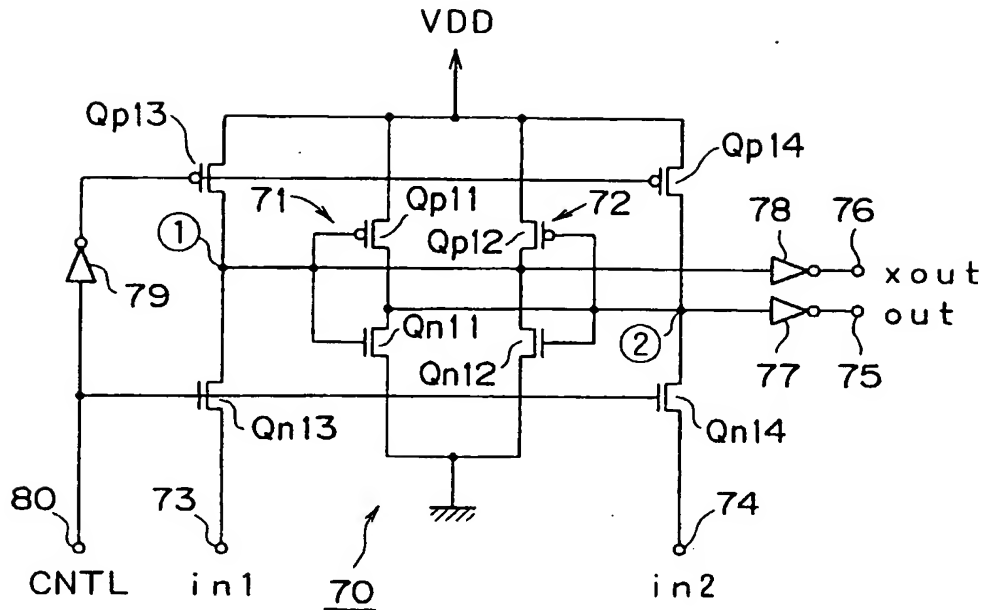 VDD
Qp13
Qp14
71
Qp11
72
Qp12
78
76
①
xout
79
out
Qn11
②
Qn12
77
75
Qn13
Qn14
80
73
74
CNTL
in1
70
in2